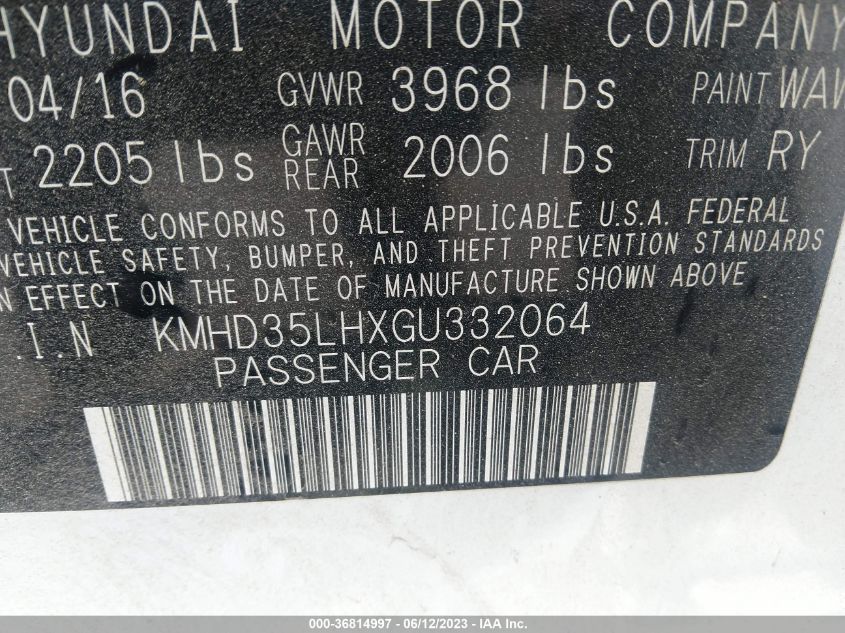 HYUNDAI MOTOR COMPANY
04/16 GVWR 3968 lbs PAINT WAW
T 2205 lbs GAWR REAR 2006 lbs TRIM RY
VEHICLE CONFORMS TO ALL APPLICABLE U.S.A. FEDERAL
VEHICLE SAFETY, BUMPER, AND THEFT PREVENTION STANDARDS
IN EFFECT ON THE DATE OF MANUFACTURE SHOWN ABOVE
.I.N KMHD35LHXGU332064
PASSENGER CAR
000-36814997 - 06/12/2023 - © IAA Inc.